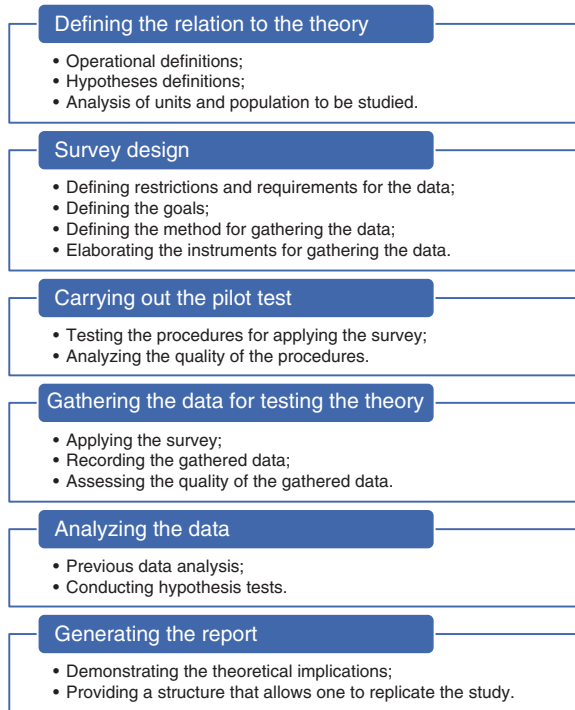 Defining the relation to the theory
• Operational definitions;
• Hypotheses definitions;
• Analysis of units and population to be studied.
Survey design
• Defining restrictions and requirements for the data;
• Defining the goals;
• Defining the method for gathering the data;
• Elaborating the instruments for gathering the data.
Carrying out the pilot test
• Testing the procedures for applying the survey;
• Analyzing the quality of the procedures.
Gathering the data for testing the theory
• Applying the survey;
• Recording the gathered data;
• Assessing the quality of the gathered data.
Analyzing the data
• Previous data analysis;
• Conducting hypothesis tests.
Generating the report
• Demonstrating the theoretical implications;
• Providing a structure that allows one to replicate the study.